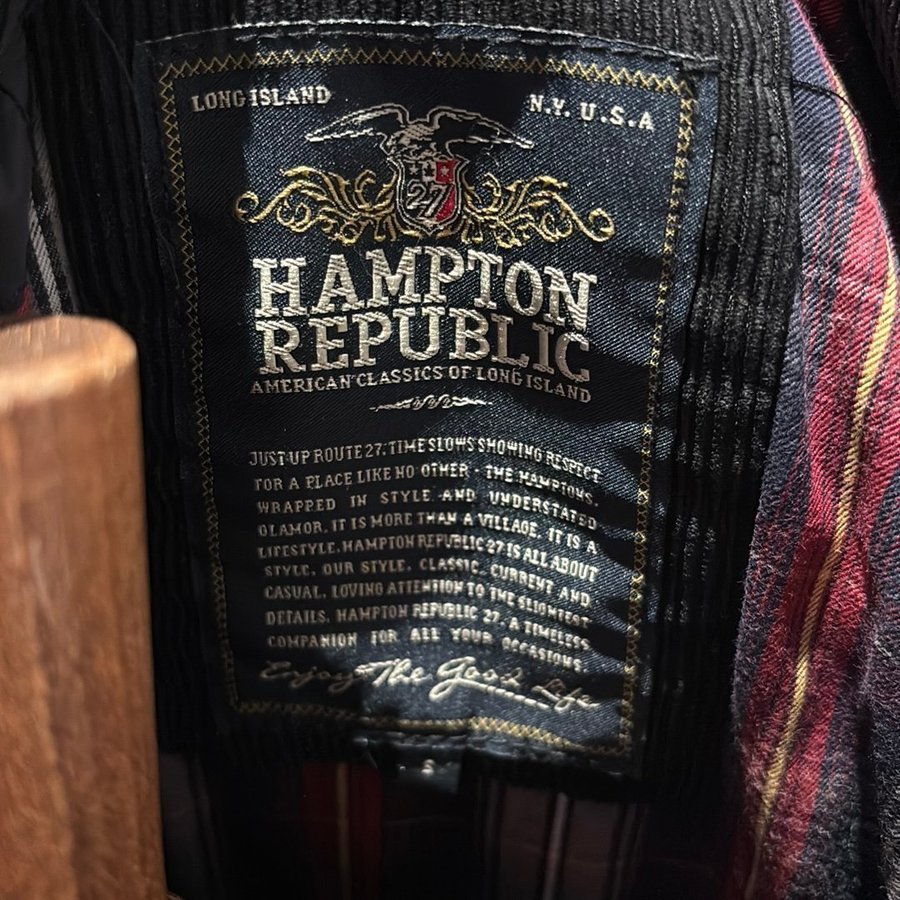 LONG ISLAND
N.Y. U.S.A
27
HAMPTON
REPUBLIC
AMERICAN CLASSICS OF LONG ISLAND
JUST UP ROUTE 27. TIME SLOWS SHOWING RESPECT
FOR A PLACE LIKE NO OTHER - THE HAMPTONS.
WRAPPED IN STYLE AND UNDERSTATED
GLAMOR. IT IS MORE THAN A VILLAGE. IT IS A
LIFESTYLE. HAMPTON REPUBLIC 27 IS ALL ABOUT
STYLE. OUR STYLE. CLASSIC, CURRENT AND
CASUAL. LOVING ATTENTION TO THE SLIGHTEST
DETAILS. HAMPTON REPUBLIC 27. A TIMELESS
COMPANION FOR ALL YOUR OCCASIONS.
Enjoy The Good Life
S